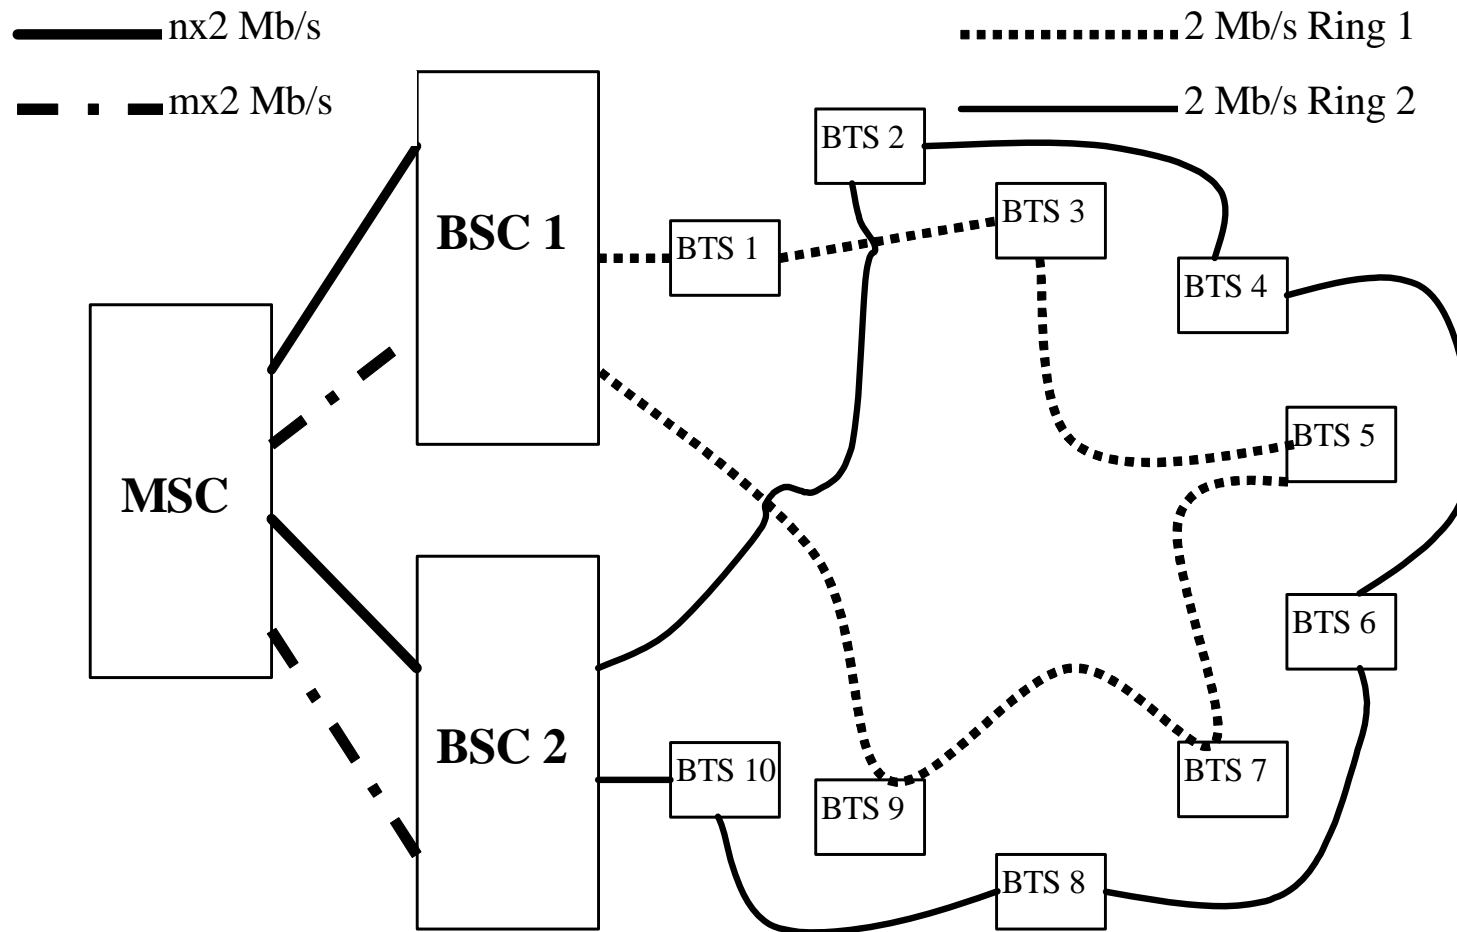 nx2 Mb/s
2 Mb/s Ring 1
mx2 Mb/s
2 Mb/s Ring 2
BTS 2
BTS 3
BSC 1
BTS 1
BTS 4
BTS 5
MSC
BTS 6
BSC 2
BTS 10
BTS 7
BTS 9
BTS 8